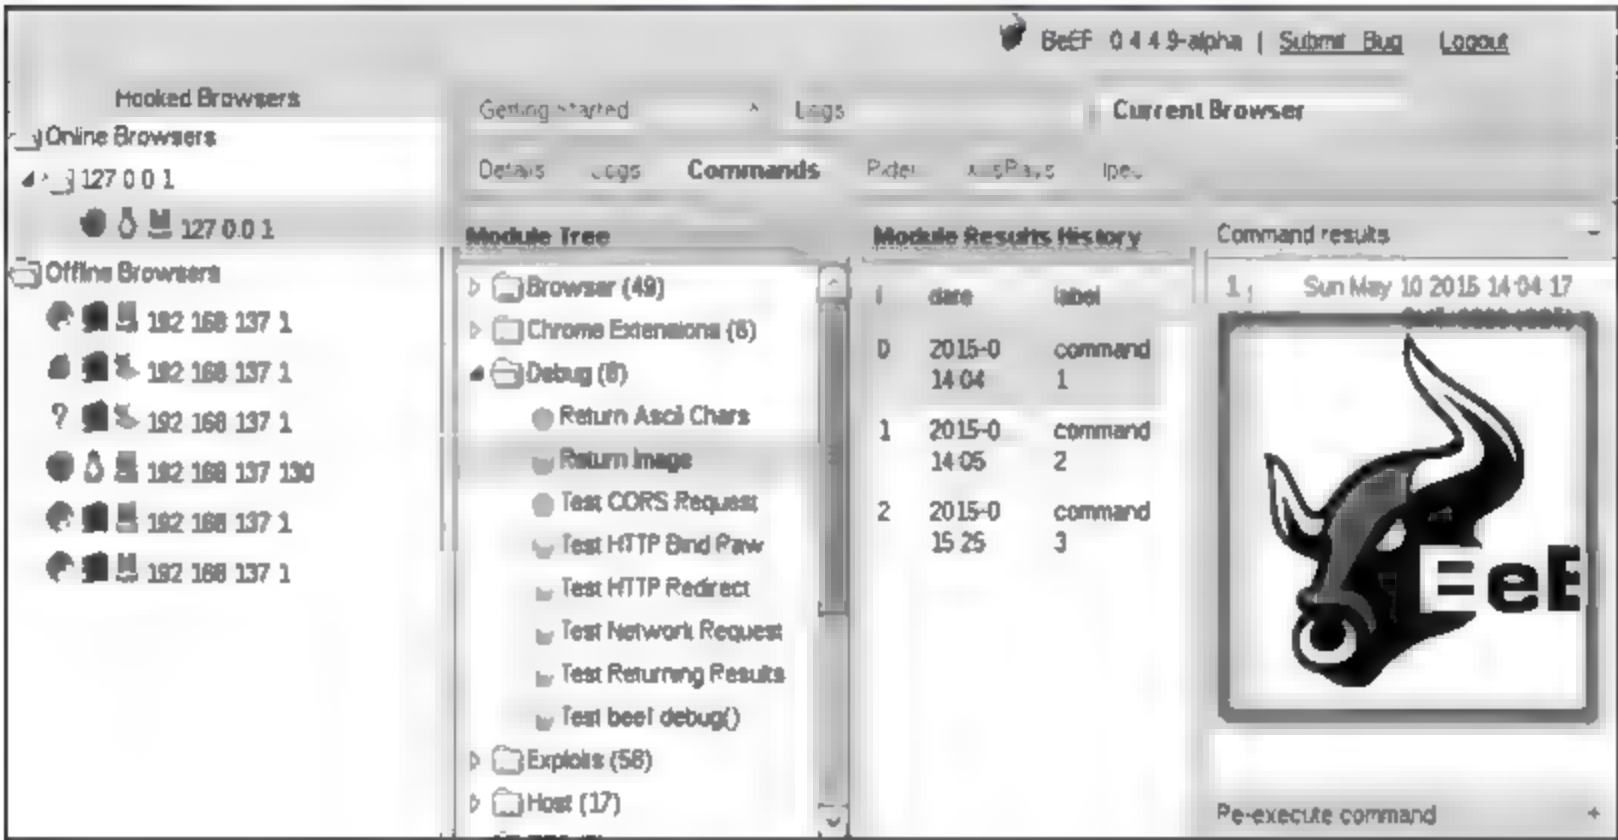 BeEF 0.4.4.9-alpha | Submit Bug Logout
Hooked Browsers
Getting Started Logs Current Browser
Online Browsers
127.0.0.1
127.0.0.1
Offline Browsers
192.168.137.1
192.168.137.1
192.168.137.1
192.168.137.130
192.168.137.1
192.168.137.1
Details Logs Commands Rider XssRays Ipec
Module Tree
Browser (49)
Chrome Extensions (6)
Debug (8)
Return Ascii Chars
Return Image
Test CORS Request
Test HTTP Bind Raw
Test HTTP Redirect
Test Network Request
Test Returning Results
Test beef.debug()
Exploits (58)
Host (17)
Module Results History
i date label
0 2015-0 command
14:04 1
1 2015-0 command
14:05 2
2 2015-0 command
15:25 3
Command results
1 Sun May 10 2015 14:04:17
Re-execute command